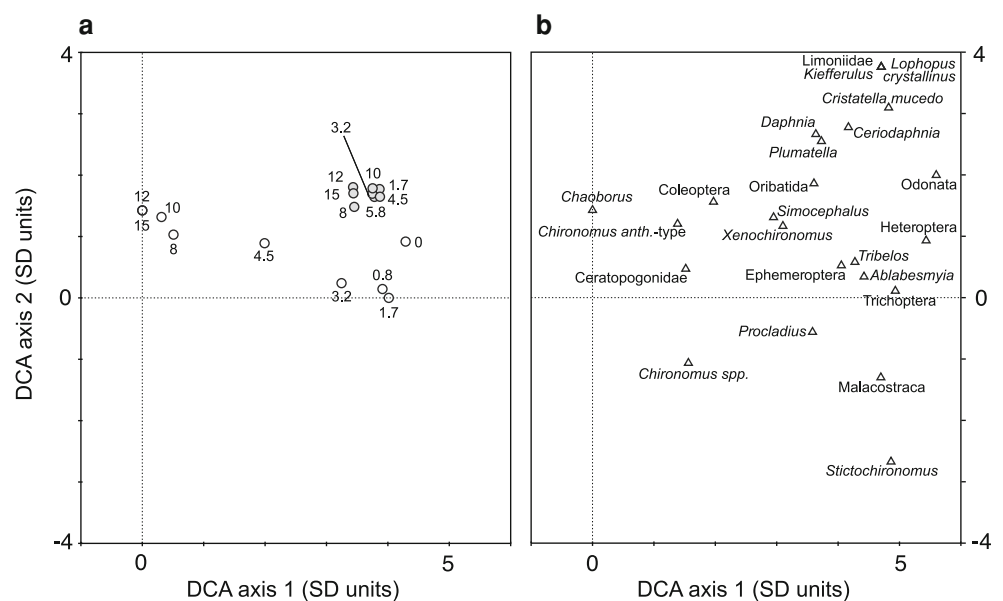 a
4
3.2
12
10
1.7
15
4.5
8
5.8
12
10
15
8
4.5
0
3.2
0.8
1.7
0
-4
0
5
DCA axis 1 (SD units)
DCA axis 2 (SD units)
b
4
Limoniidae
Lophopus
Kiefferulus
crystallinus
Cristatella mucedo
Daphnia
Ceriodaphnia
Plumatella
Chaoborus
Coleoptera
Oribatida
Odonata
Simocephalus
Chironomus anth.-type
Xenochironomus
Heteroptera
Tribelos
Ceratopogonidae
Ephemeroptera
Ablabesmyia
Trichoptera
0
Procladius
Chironomus spp.
Malacostraca
Stictochironomus
-4
0
5
DCA axis 1 (SD units)